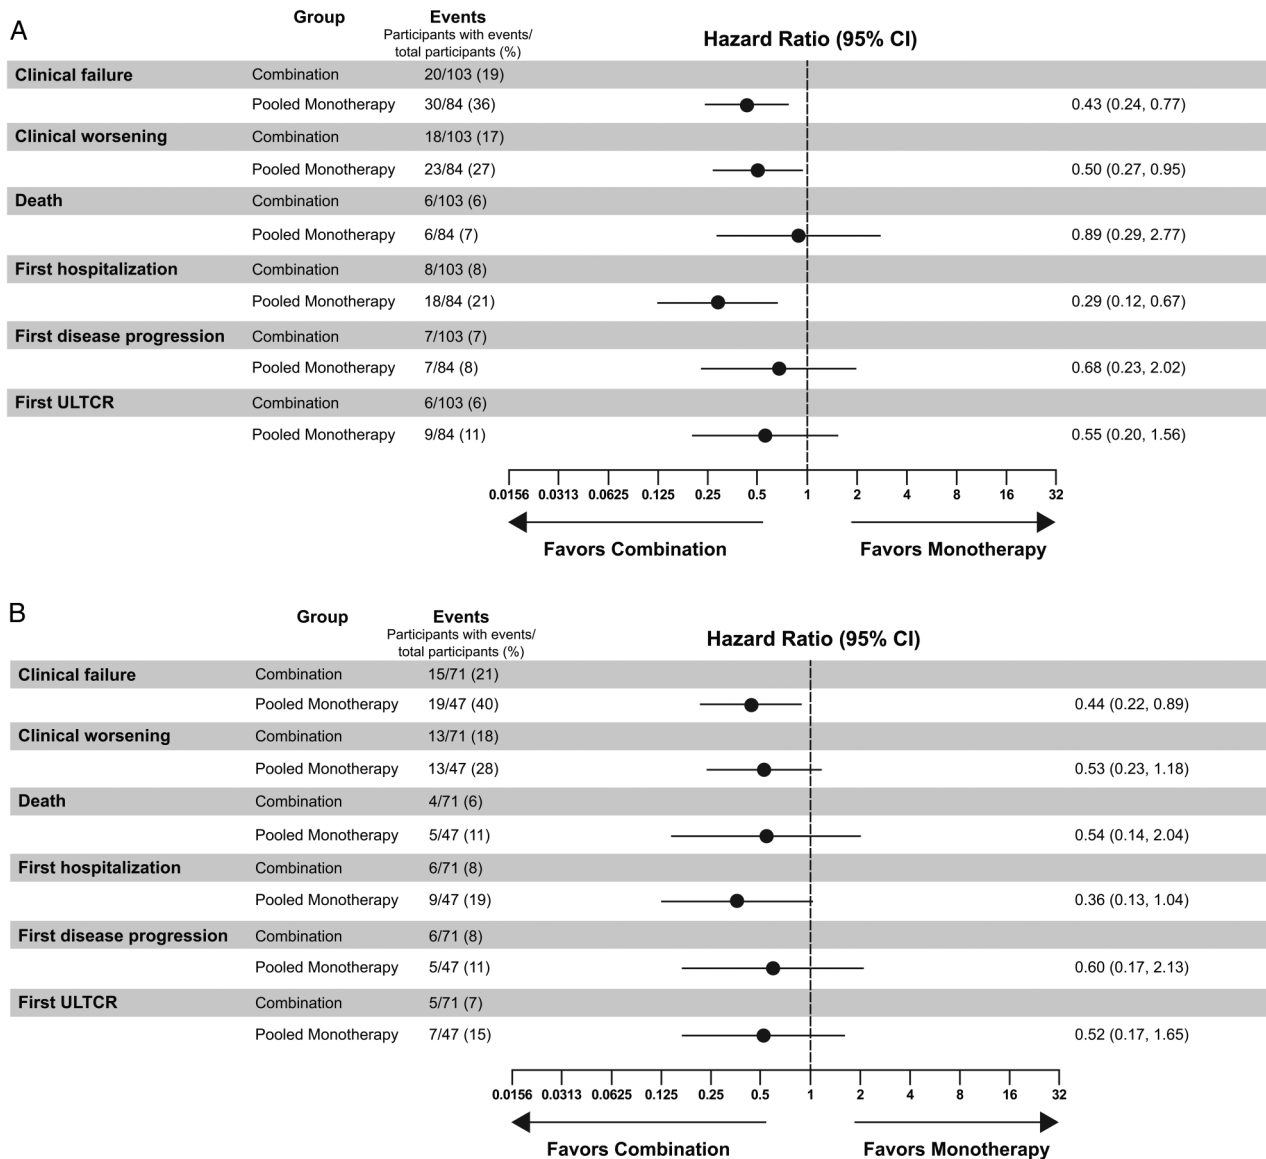 A
Group
Events
Participants with events/
total participants (%)
Hazard Ratio (95% CI)
Clinical failure Combination 20/103 (19)
Pooled Monotherapy 30/84 (36) 0.43 (0.24, 0.77)
Clinical worsening Combination 18/103 (17)
Pooled Monotherapy 23/84 (27) 0.50 (0.27, 0.95)
Death Combination 6/103 (6)
Pooled Monotherapy 6/84 (7) 0.89 (0.29, 2.77)
First hospitalization Combination 8/103 (8)
Pooled Monotherapy 18/84 (21) 0.29 (0.12, 0.67)
First disease progression Combination 7/103 (7)
Pooled Monotherapy 7/84 (8) 0.68 (0.23, 2.02)
First ULTCR Combination 6/103 (6)
Pooled Monotherapy 9/84 (11) 0.55 (0.20, 1.56)
0.0156 0.0313 0.0625 0.125 0.25 0.5 1 2 4 8 16 32
Favors Combination Favors Monotherapy
B
Group
Events
Participants with events/
total participants (%)
Hazard Ratio (95% CI)
Clinical failure Combination 15/71 (21)
Pooled Monotherapy 19/47 (40) 0.44 (0.22, 0.89)
Clinical worsening Combination 13/71 (18)
Pooled Monotherapy 13/47 (28) 0.53 (0.23, 1.18)
Death Combination 4/71 (6)
Pooled Monotherapy 5/47 (11) 0.54 (0.14, 2.04)
First hospitalization Combination 6/71 (8)
Pooled Monotherapy 9/47 (19) 0.36 (0.13, 1.04)
First disease progression Combination 6/71 (8)
Pooled Monotherapy 5/47 (11) 0.60 (0.17, 2.13)
First ULTCR Combination 5/71 (7)
Pooled Monotherapy 7/47 (15) 0.52 (0.17, 1.65)
0.0156 0.0313 0.0625 0.125 0.25 0.5 1 2 4 8 16 32
Favors Combination Favors Monotherapy